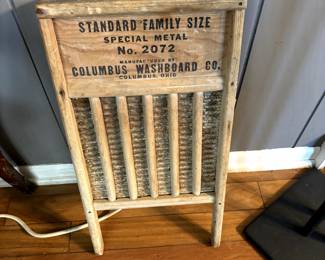 STANDARD FAMILY SIZE
SPECIAL METAL
No. 2072
MANUFACTURED BY
COLUMBUS WASHBOARD CO.
COLUMBUS, OHIO